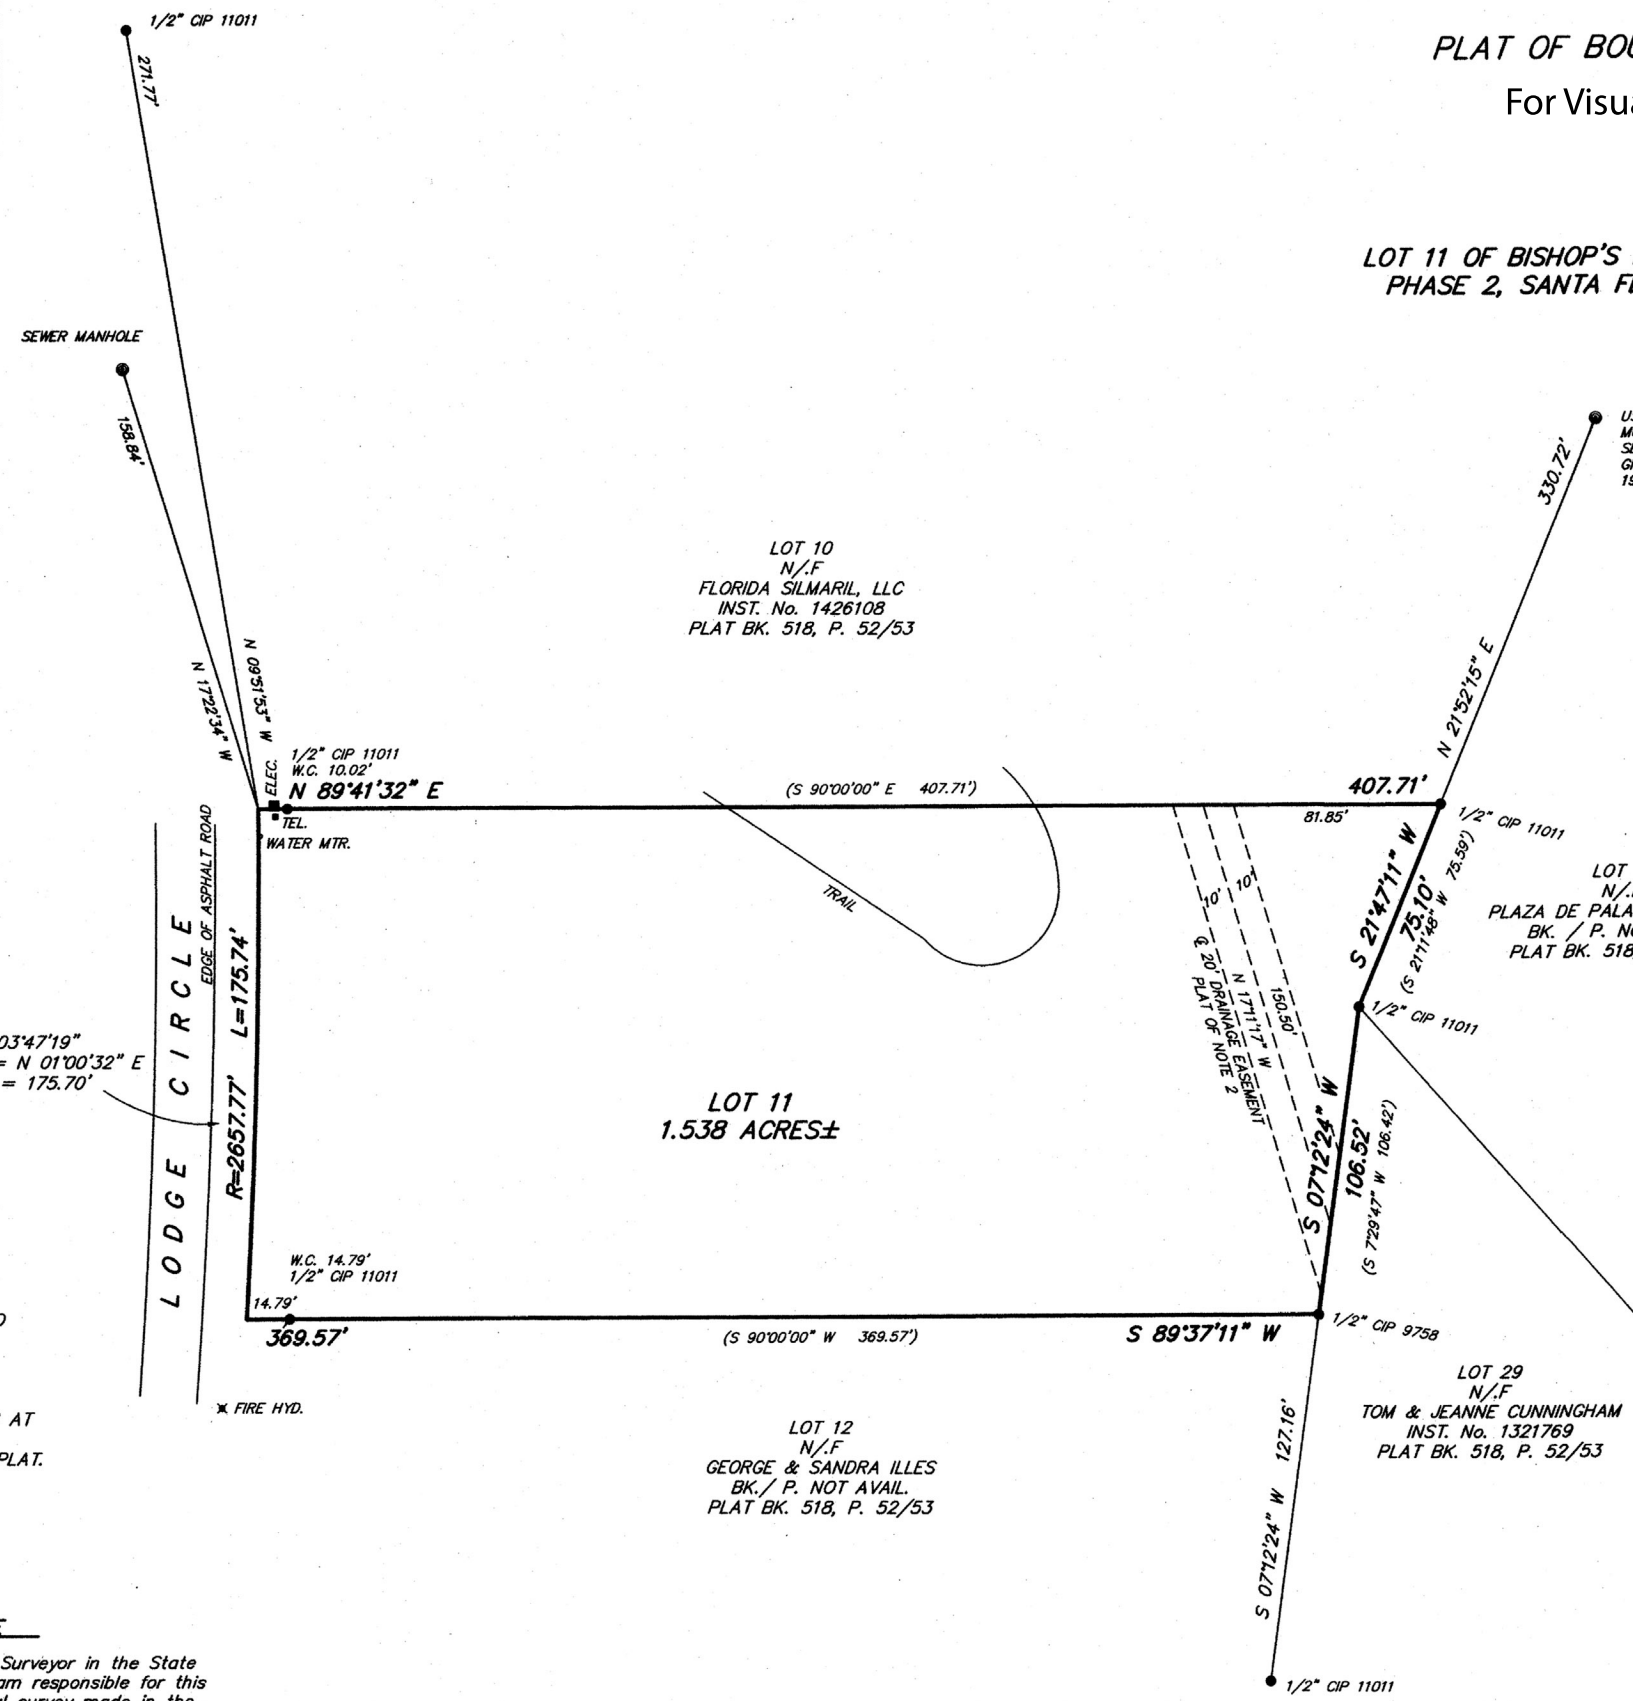 1/2" CIP 11011
271.77'
PLAT OF BOU
For Visua
LOT 11 OF BISHOP'S
PHASE 2, SANTA FE
SEWER MANHOLE
158.84'
330.72'
N 21°52'15" E
LOT 10
N/.F
FLORIDA SILMARIL, LLC
INST. No. 1426108
PLAT BK. 518, P. 52/53
N 17°22'34" W
N 09°51'53" W
ELEC.
1/2" CIP 11011
W.C. 10.02'
N 89°41'32" E
(S 90°00'00" E 407.71')
407.71'
81.85'
1/2" CIP 11011
TEL.
WATER MTR.
EDGE OF ASPHALT ROAD
LODGE CIRCLE
R=2657.77' L=175.74'
TRAIL
10'
10'
₵ 20' DRAINAGE EASEMENT
PLAT OF NOTE 2
N 17°11'17" W
150.50'
S 21°47'11" W
75.10'
(S 21°11'48" W 75.59')
LOT
N/.
PLAZA DE PALA
BK. / P. NO
PLAT BK. 518,
1/2" CIP 11011
03°47'19"
= N 01°00'32" E
= 175.70'
LOT 11
1.538 ACRES±
S 07°12'24" W
106.52'
(S 7°29'47" W 106.42')
W.C. 14.79'
1/2" CIP 11011
14.79'
369.57'
(S 90°00'00" W 369.57')
S 89°37'11" W
1/2" CIP 9758
FIRE HYD.
AT
PLAT.
LOT 12
N/.F
GEORGE & SANDRA ILLES
BK./ P. NOT AVAIL.
PLAT BK. 518, P. 52/53
LOT 29
N/.F
TOM & JEANNE CUNNINGHAM
INST. No. 1321769
PLAT BK. 518, P. 52/53
S 07°12'24" W 127.16'
1/2" CIP 11011
Surveyor in the State
am responsible for this
survey made in the